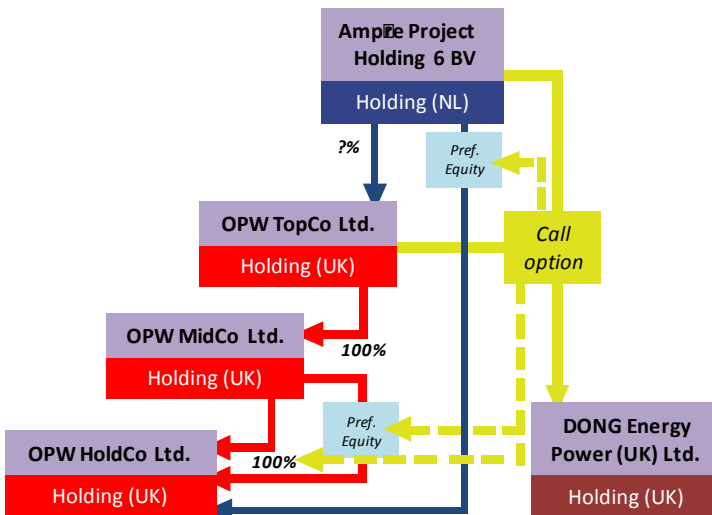 Project
Holding 6 BV
Holding (NL)
?%
Pref.
Equity
OPW TopCo Ltd.
Holding (UK)
Call
option
OPW MidCo Ltd.
Holding (UK)
100%
Pref.
Equity
OPW HoldCo Ltd.
Holding (UK)
100%
DONG Energy
Power (UK) Ltd.
Holding (UK)